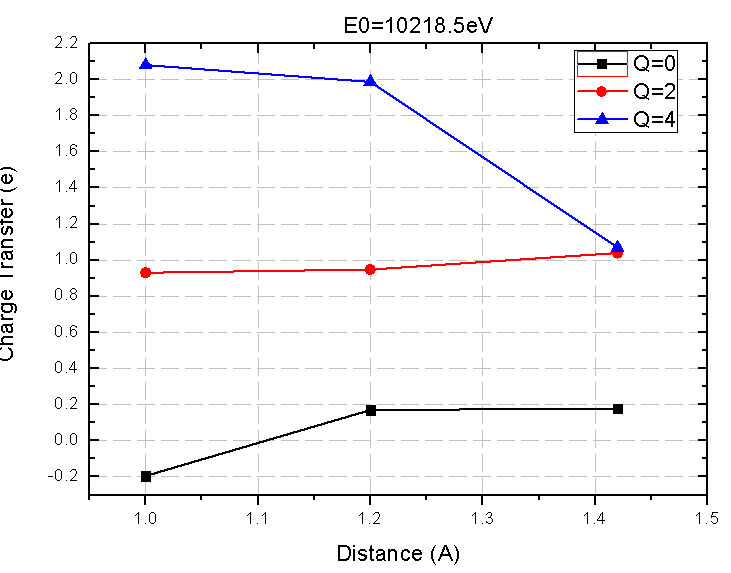 E0=10218.5eV
Q=0
Q=2
Q=4
2.2
2.0
1.8
1.6
1.4
1.2
1.0
0.8
0.6
0.4
0.2
0.0
-0.2
Charge Transfer (e)
1.0 1.1 1.2 1.3 1.4 1.5
Distance (A)